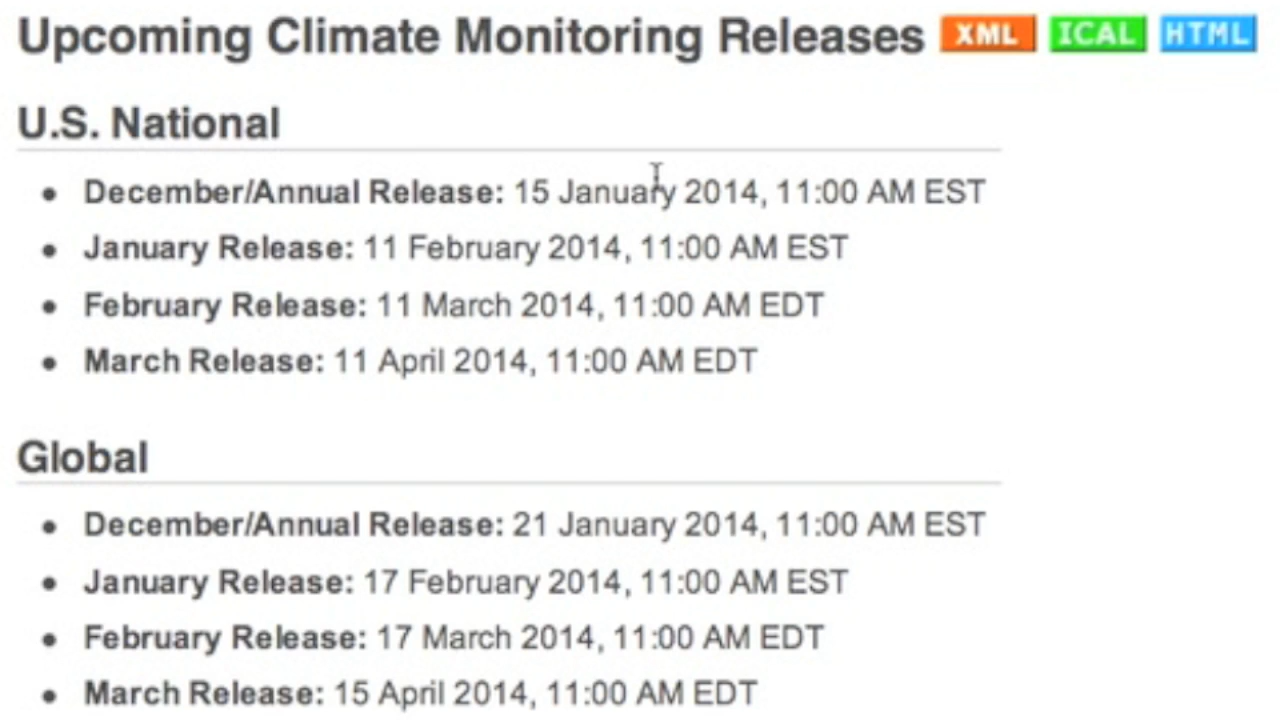 Upcoming Climate Monitoring Releases XML ICAL HTML
U.S. National
• December/Annual Release: 15 January 2014, 11:00 AM EST
• January Release: 11 February 2014, 11:00 AM EST
• February Release: 11 March 2014, 11:00 AM EDT
• March Release: 11 April 2014, 11:00 AM EDT
Global
• December/Annual Release: 21 January 2014, 11:00 AM EST
• January Release: 17 February 2014, 11:00 AM EST
• February Release: 17 March 2014, 11:00 AM EDT
• March Release: 15 April 2014, 11:00 AM EDT